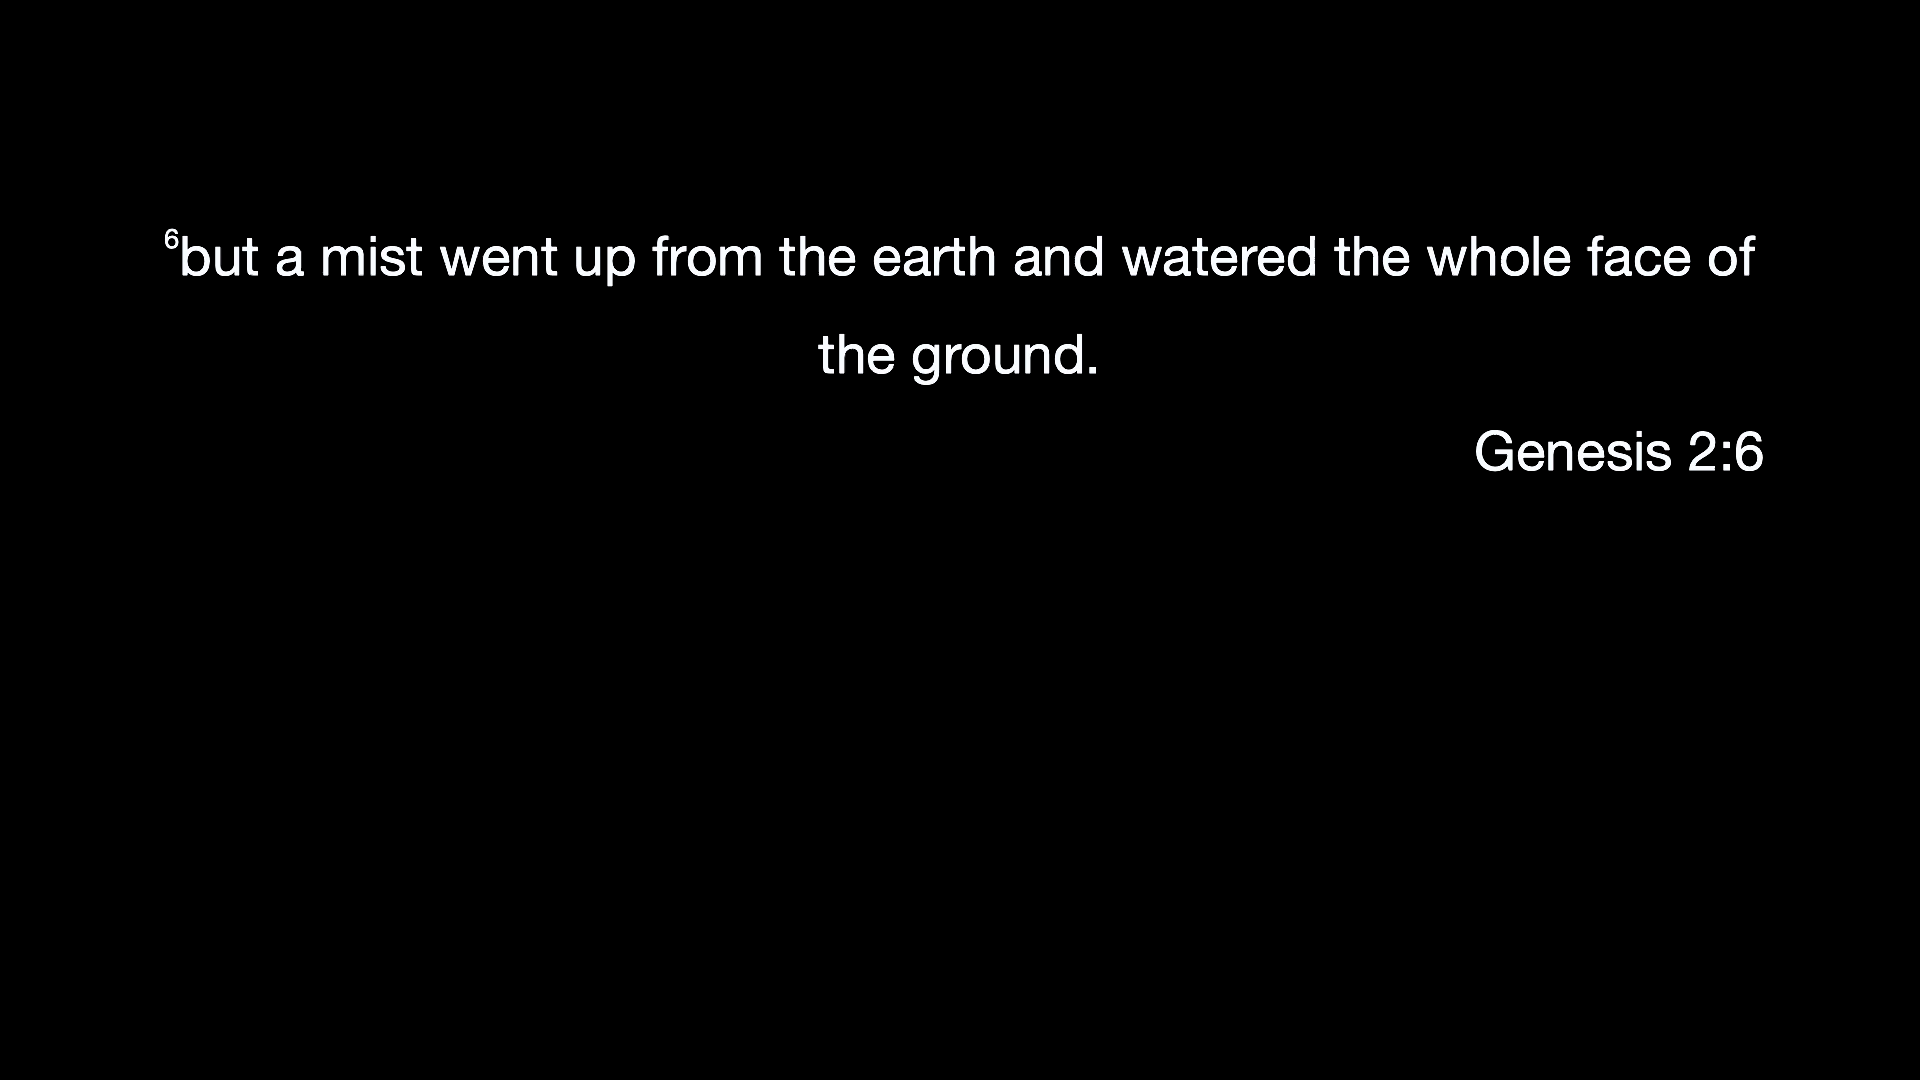 ⁶but a mist went up from the earth and watered the whole face of
the ground.
Genesis 2:6